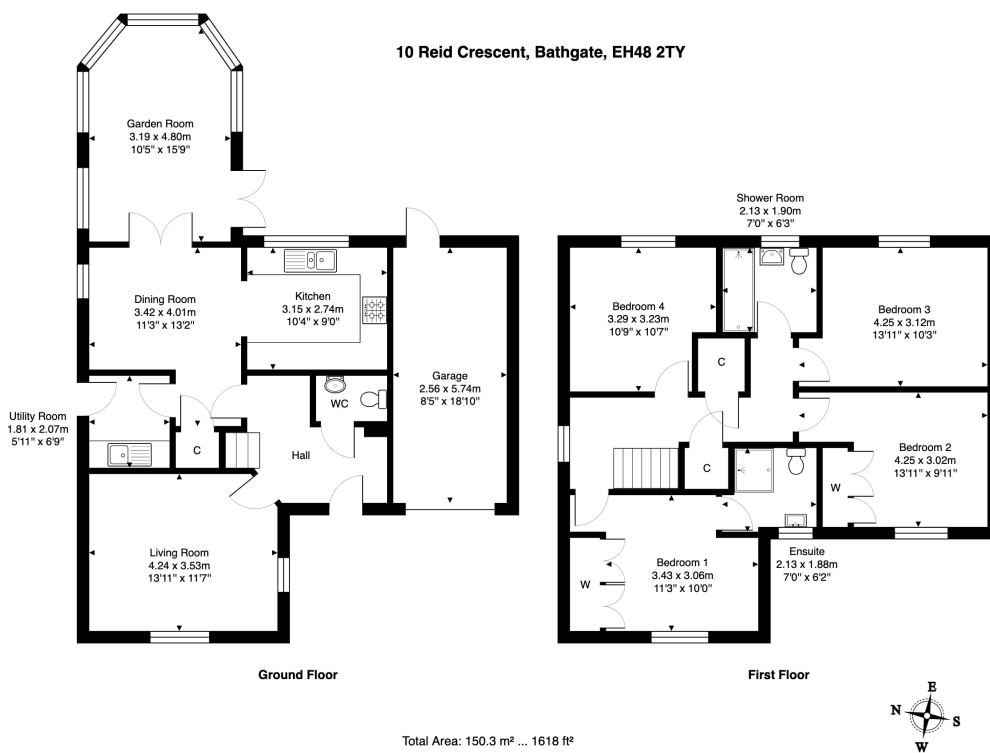 10 Reid Crescent, Bathgate, EH48 2TY
Garden Room
3.19 x 4.80m
10'5" x 15'9"
Dining Room
3.42 x 4.01m
11'3" x 13'2"
Kitchen
3.15 x 2.74m
10'4" x 9'0"
Garage
2.56 x 5.74m
8'5" x 18'10"
WC
Utility Room
1.81 x 2.07m
5'11" x 6'9"
C
Hall
Living Room
4.24 x 3.53m
13'11" x 11'7"
Ground Floor
Shower Room
2.13 x 1.90m
7'0" x 6'3"
Bedroom 4
3.29 x 3.23m
10'9" x 10'7"
Bedroom 3
4.25 x 3.12m
13'11" x 10'3"
C
C
Bedroom 2
4.25 x 3.02m
13'11" x 9'11"
W
Ensuite
2.13 x 1.88m
7'0" x 6'2"
Bedroom 1
3.43 x 3.06m
11'3" x 10'0"
W
First Floor
E
N
S
W
Total Area: 150.3 m² ... 1618 ft²